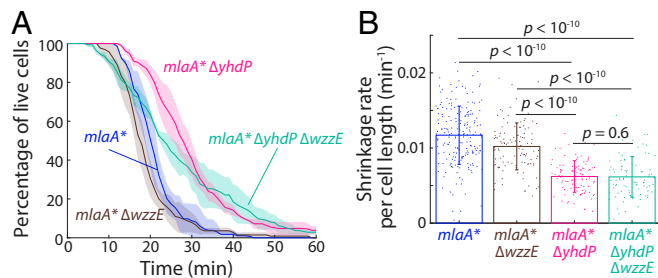 A
Percentage of live cells
100
80
60
40
20
0
0 10 20 30 40 50 60
Time (min)
mlaA* ΔyhdP
mlaA* ΔyhdP ΔwzzE
mlaA*
mlaA* ΔwzzE
B
Shrinkage rate
per cell length (min⁻¹)
0.02
0.01
0
p < 10⁻¹⁰
p < 10⁻¹⁰
p < 10⁻¹⁰
p < 10⁻¹⁰
p = 0.6
mlaA*
mlaA*
ΔwzzE
mlaA*
ΔyhdP
mlaA*
ΔyhdP
ΔwzzE